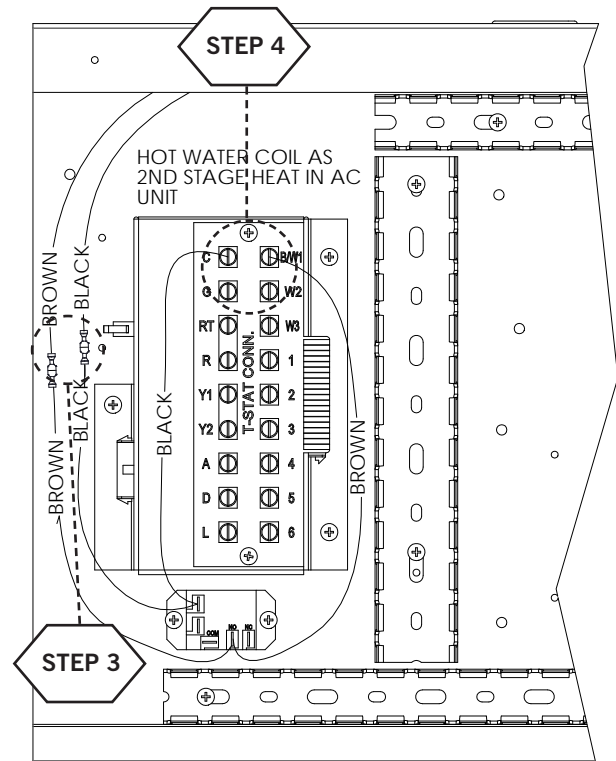 STEP 4
HOT WATER COIL AS
2ND STAGE HEAT IN AC
UNIT
BROWN
BLACK
C
B/W1
G
W2
RT
W3
R
1
Y1
2
Y2
3
A
4
D
5
L
6
T-STAT CONN.
BLACK
BROWN
BLACK
BROWN
COM
NO
NO
STEP 3